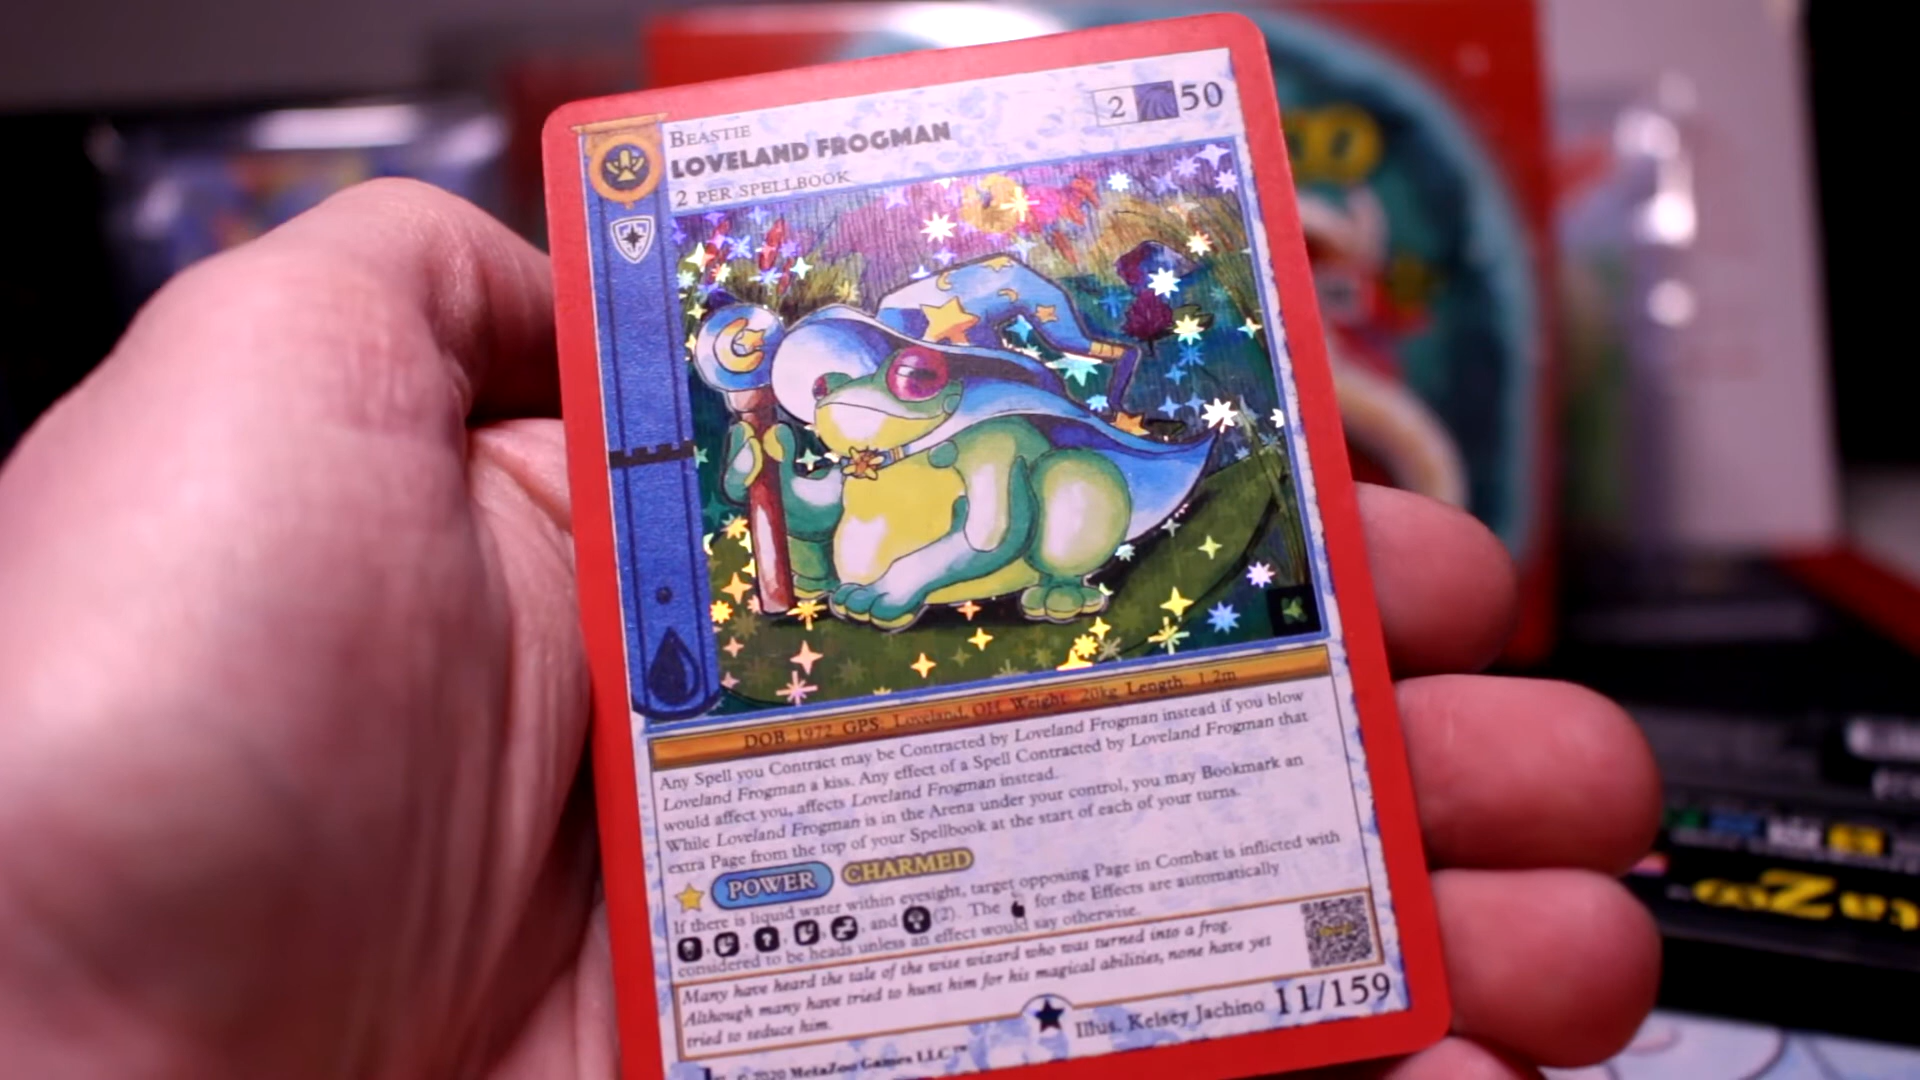 BEASTIE
LOVELAND FROGMAN
2 PER SPELLBOOK
2 50
DOB. 1972 GPS. Loveland, OH Weight. 20kg Length. 1.2m
Any Spell you Contract may be Contracted by Loveland Frogman instead if you blow
Loveland Frogman a kiss. Any effect of a Spell Contracted by Loveland Frogman that
would affect you, affects Loveland Frogman instead.
While Loveland Frogman is in the Arena under your control, you may Bookmark an
extra Page from the top of your Spellbook at the start of each of your turns.
POWER CHARMED
If there is liquid water within eyesight, target opposing Page in Combat is inflicted with
, , , , , and (2). The for the Effects are automatically
considered to be heads unless an effect would say otherwise.
Many have heard the tale of the wise wizard who was turned into a frog.
Although many have tried to hunt him for his magical abilities, none have yet
tried to seduce him.
Illus. Kelsey Jachino 11/159
© 2020 MetaZoo Games LLC™
taZoo